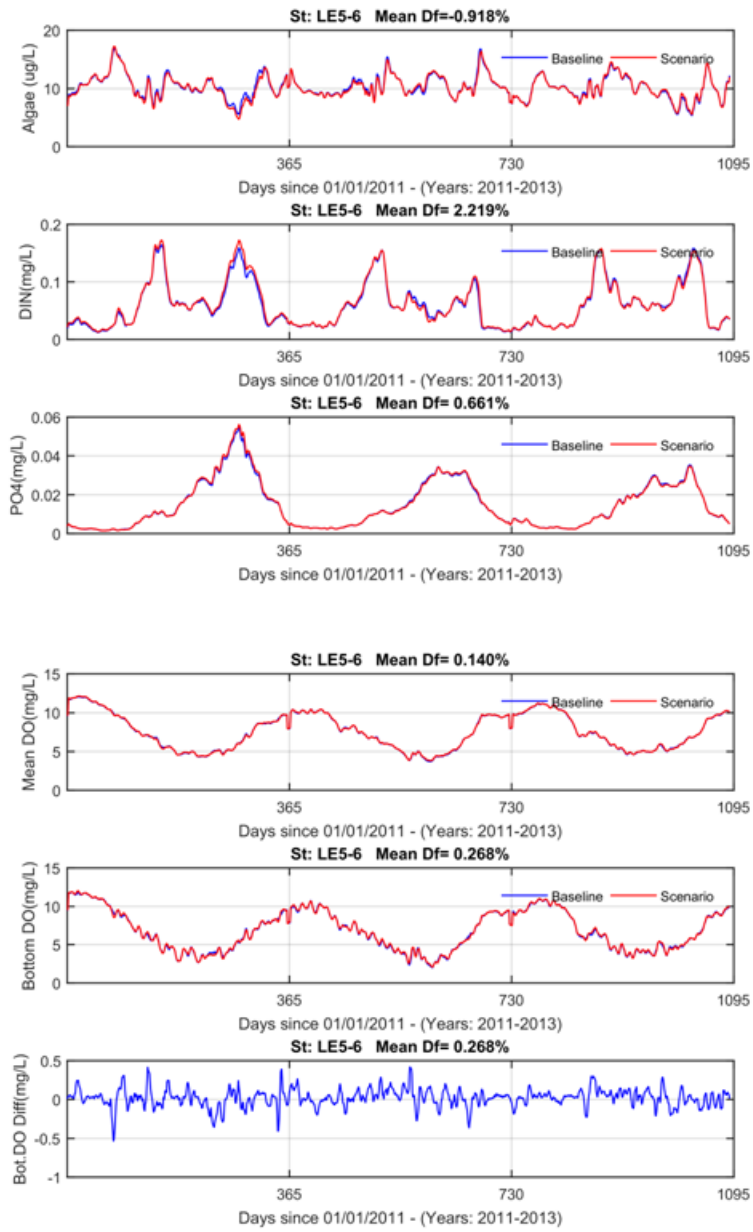 St: LE5-6 Mean Df=-0.918%
20
10
0
Algae (ug/L)
Baseline Scenario
365 730 1095
Days since 01/01/2011 - (Years: 2011-2013)
St: LE5-6 Mean Df= 2.219%
0.2
0.1
0
DIN(mg/L)
Baseline Scenario
365 730 1095
Days since 01/01/2011 - (Years: 2011-2013)
St: LE5-6 Mean Df= 0.661%
0.06
0.04
0.02
0
PO4(mg/L)
Baseline Scenario
365 730 1095
Days since 01/01/2011 - (Years: 2011-2013)
St: LE5-6 Mean Df= 0.140%
15
10
5
0
Mean DO(mg/L)
Baseline Scenario
365 730 1095
Days since 01/01/2011 - (Years: 2011-2013)
St: LE5-6 Mean Df= 0.268%
15
10
5
0
Bottom DO(mg/L)
Baseline Scenario
365 730 1095
Days since 01/01/2011 - (Years: 2011-2013)
St: LE5-6 Mean Df= 0.268%
0.5
0
-0.5
-1
Bot.DO Diff(mg/L)
365 730 1095
Days since 01/01/2011 - (Years: 2011-2013)